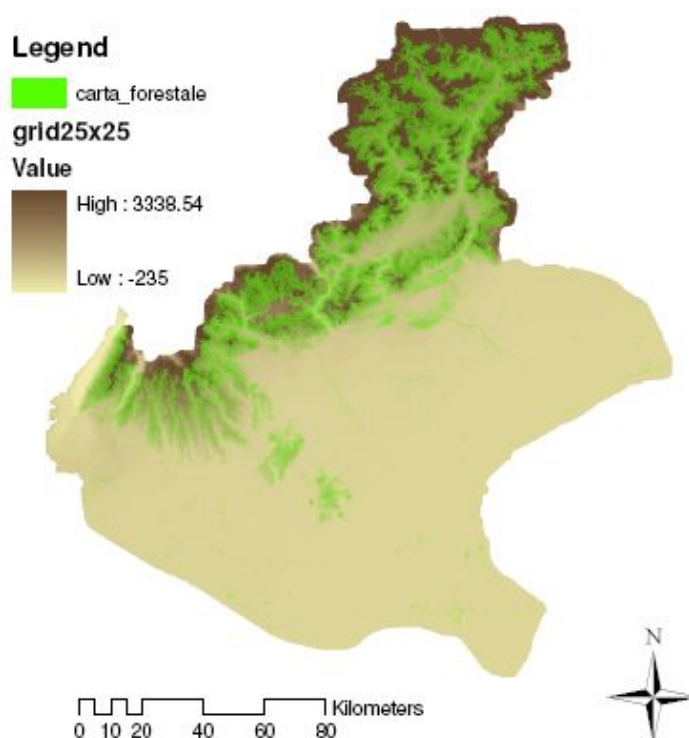 Legend
carta_forestale
grid25x25
Value
High : 3338.54
Low : -235
N
Kilometers
0 10 20 40 60 80